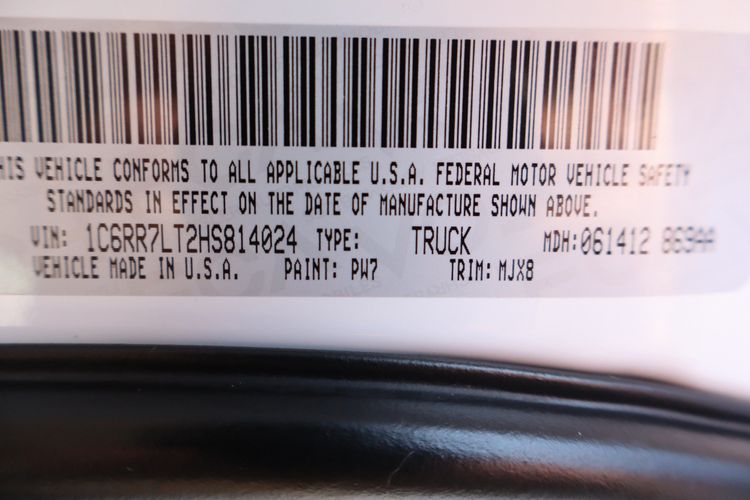 HIS VEHICLE CONFORMS TO ALL APPLICABLE U.S.A. FEDERAL MOTOR VEHICLE SAFETY
STANDARDS IN EFFECT ON THE DATE OF MANUFACTURE SHOWN ABOVE.
VIN: 1C6RR7LT2HS814024 TYPE: TRUCK MDH:061412 869AA
VEHICLE MADE IN U.S.A. PAINT: PW7 TRIM: MJX8